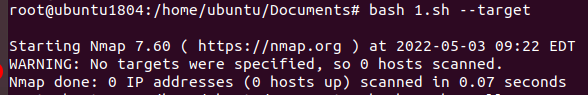 root@ubuntu1804:/home/ubuntu/Documents# bash 1.sh --target
Starting Nmap 7.60 ( https://nmap.org ) at 2022-05-03 09:22 EDT
WARNING: No targets were specified, so 0 hosts scanned.
Nmap done: 0 IP addresses (0 hosts up) scanned in 0.07 seconds